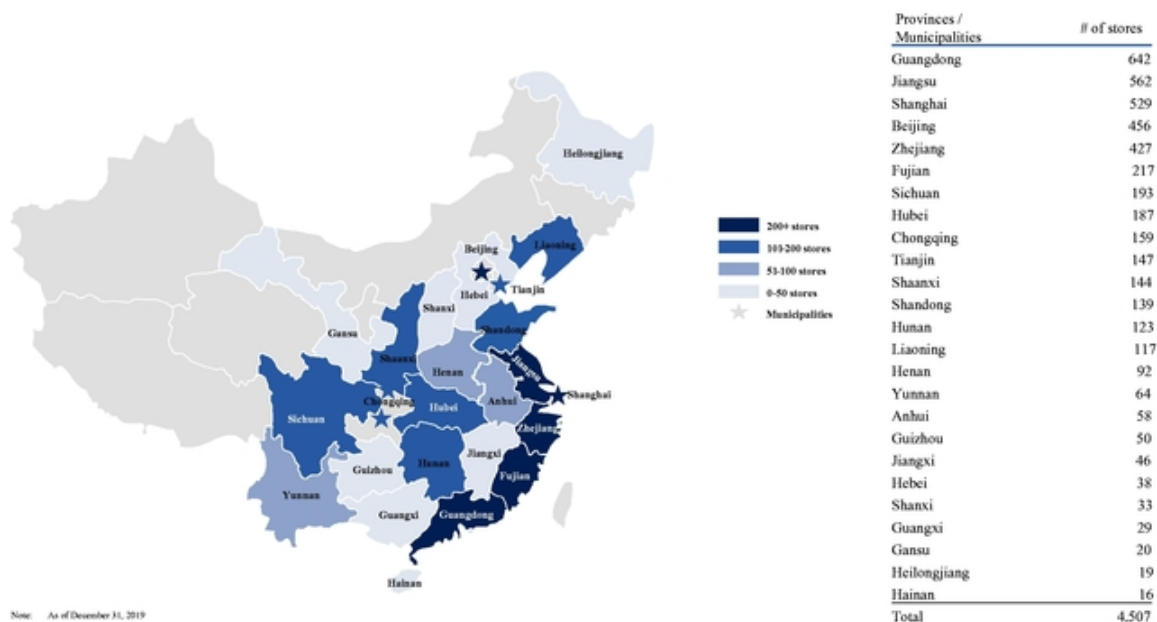 Provinces /
Municipalities # of stores
Guangdong 642
Jiangsu 562
Shanghai 529
Beijing 456
Zhejiang 427
Fujian 217
Sichuan 193
Hubei 187
Chongqing 159
Tianjin 147
Shaanxi 144
Shandong 139
Hunan 123
Liaoning 117
Henan 92
Yunnan 64
Anhui 58
Guizhou 50
Jiangxi 46
Hebei 38
Shanxi 33
Guangxi 29
Gansu 20
Heilongjiang 19
Hainan 16
Total 4,507
Heilongjiang
Liaoning
Beijing
Tianjin
Hebei
Shanxi
Gansu
Shandong
Shaanxi
Henan
Jiangsu
Shanghai
Anhui
Chongqing
Hubei
Sichuan
Zhejiang
Jiangxi
Hunan
Guizhou
Fujian
Yunnan
Guangxi
Guangdong
Hainan
200+ stores
101-200 stores
51-100 stores
0-50 stores
Municipalities
Note: As of December 31, 2019